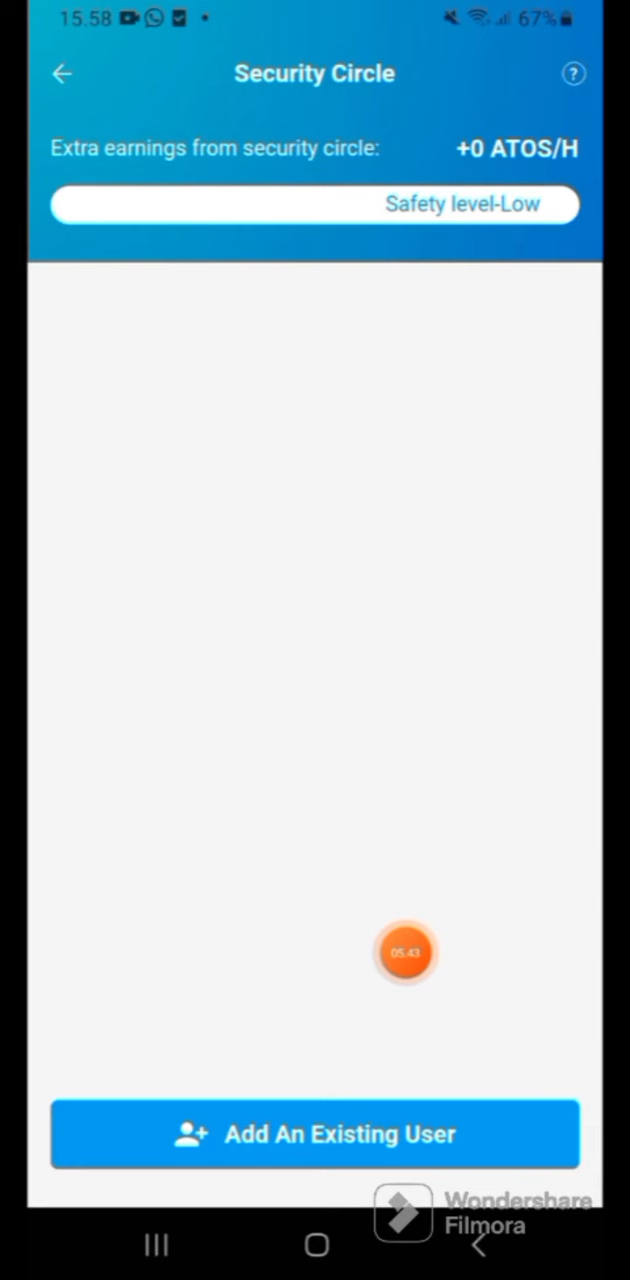 15.58
67%
Security Circle
?
Extra earnings from security circle:
+0 ATOS/H
Safety level-Low
05.43
Add An Existing User
Wondershare
Filmora